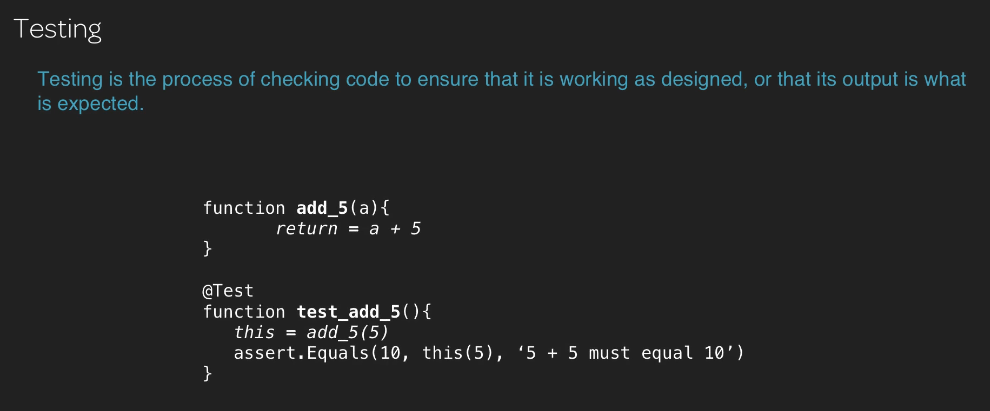 Testing
Testing is the process of checking code to ensure that it is working as designed, or that its output is what
is expected.
function add_5(a){
return = a + 5
}
@Test
function test_add_5(){
this = add_5(5)
assert.Equals(10, this(5), ‘5 + 5 must equal 10’)
}